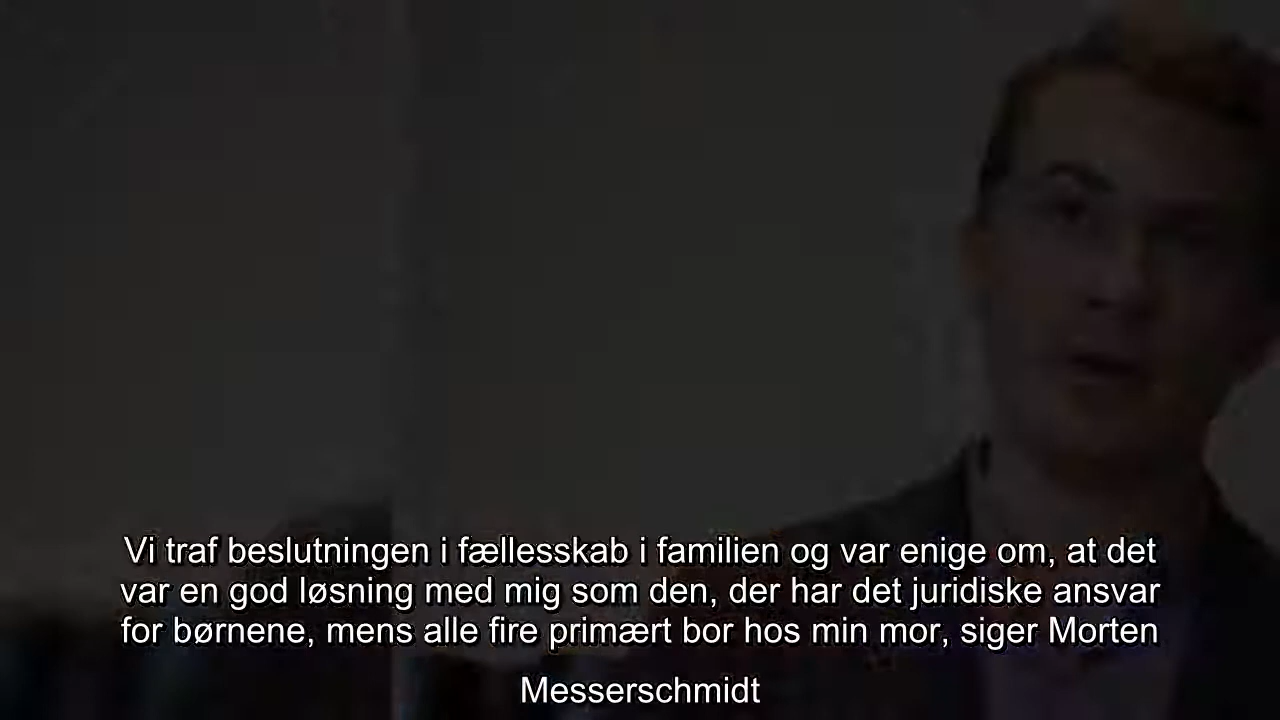 Vi traf beslutningen i fællesskab i familien og var enige om, at det
var en god løsning med mig som den, der har det juridiske ansvar
for børnene, mens alle fire primært bor hos min mor, siger Morten
Messerschmidt